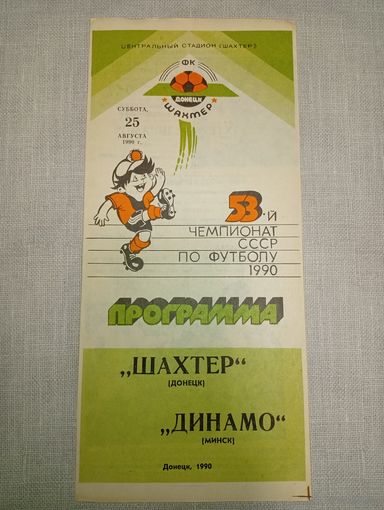 ЦЕНТРАЛЬНЫЙ СТАДИОН «ШАХТЕР»
ФК
ДОНЕЦК
ШАХТЕР
СУББОТА,
25
АВГУСТА
1990 г.
53-Й
ЧЕМПИОНАТ
СССР
ПО ФУТБОЛУ
1990
ПРОГРАММА
„ШАХТЕР“
(ДОНЕЦК)
„ДИНАМО“
(МИНСК)
Донецк, 1990